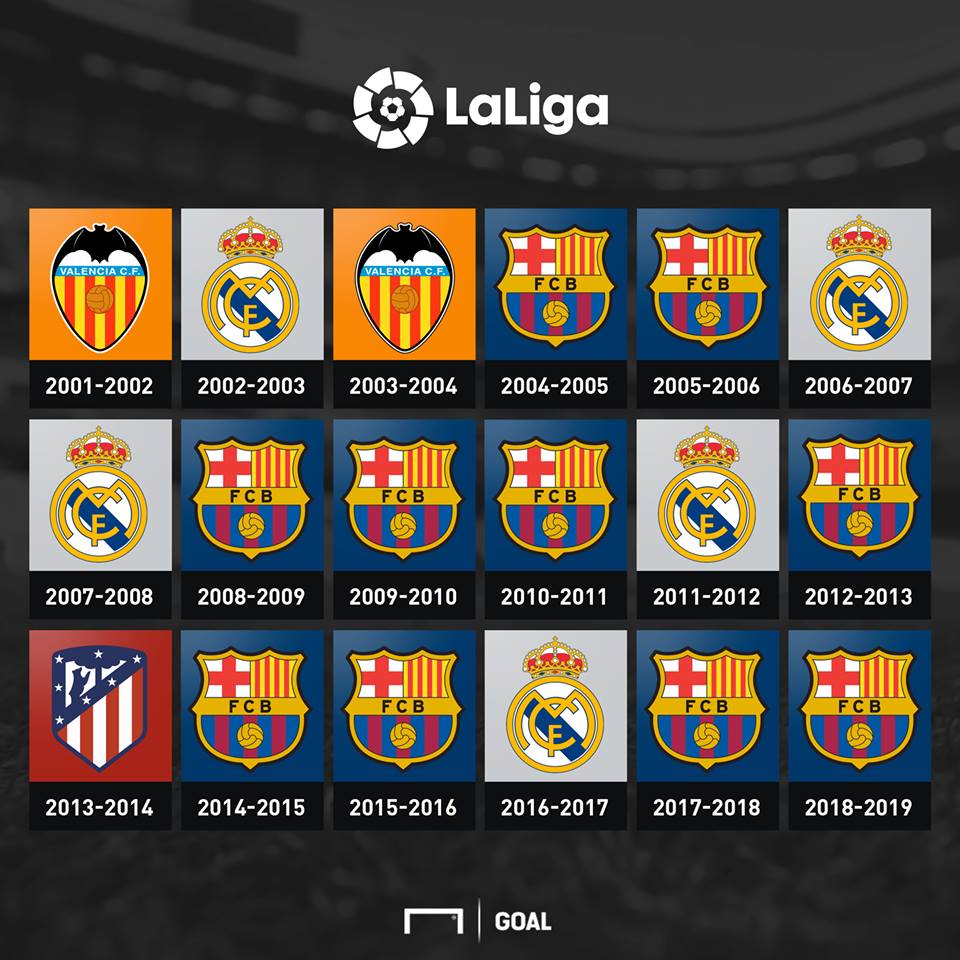 LaLiga
VALENCIA C.F.
VALENCIA C.F.
FCB
FCB
2001-2002
2002-2003
2003-2004
2004-2005
2005-2006
2006-2007
FCB
FCB
FCB
FCB
2007-2008
2008-2009
2009-2010
2010-2011
2011-2012
2012-2013
FCB
FCB
FCB
FCB
2013-2014
2014-2015
2015-2016
2016-2017
2017-2018
2018-2019
GOAL